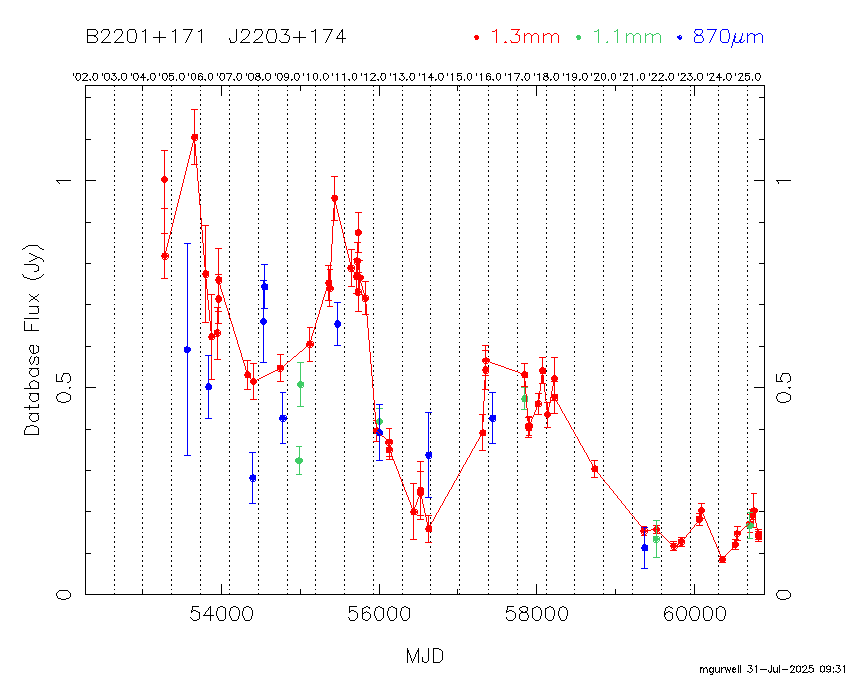 B2201+171 J2203+174 1.3mm 1.1mm 870μm
'02.0 '03.0 '04.0 '05.0 '06.0 '07.0 '08.0 '09.0 '10.0 '11.0 '12.0 '13.0 '14.0 '15.0 '16.0 '17.0 '18.0 '19.0 '20.0 '21.0 '22.0 '23.0 '24.0 '25.0
1 1
Database Flux (Jy)
0.5 0.5
0 0
54000 56000 58000 60000
MJD
mgurwell 31-Jul-2025 09:31